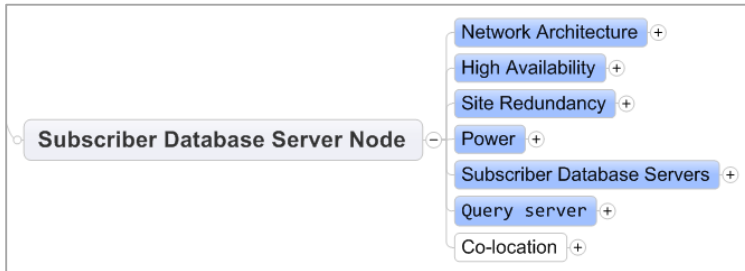 Network Architecture
High Availability
Site Redundancy
Subscriber Database Server Node
Power
Subscriber Database Servers
Query server
Co-location